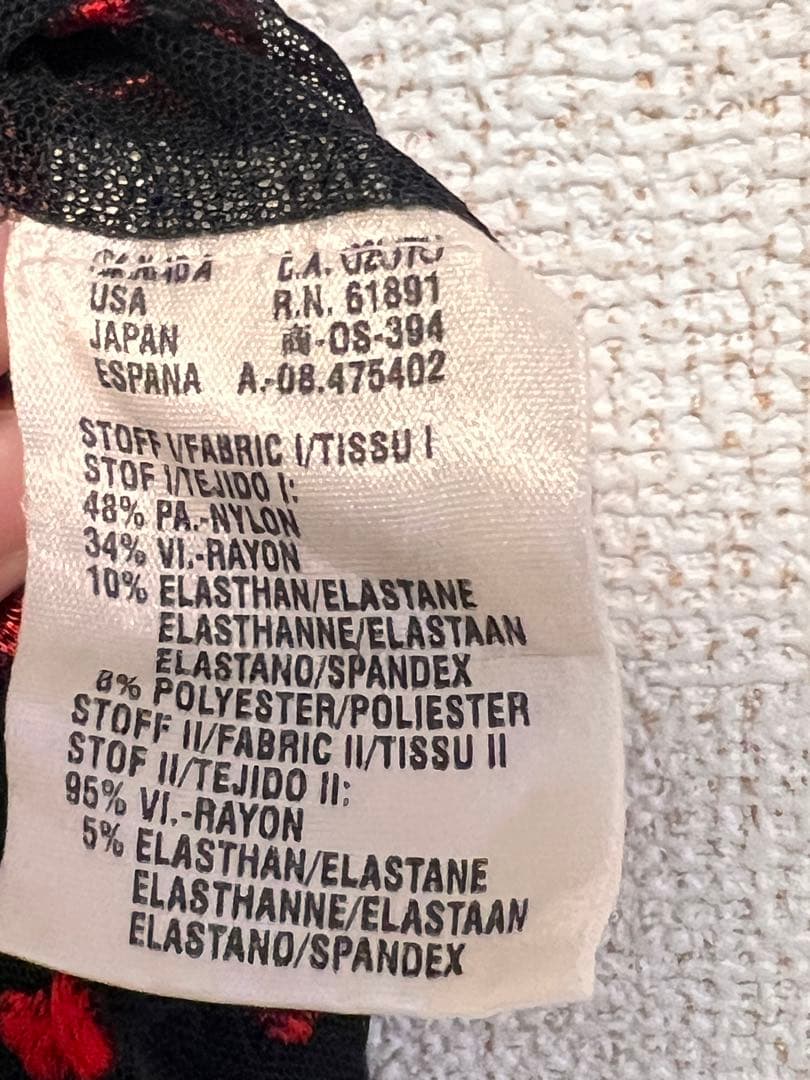 CANADA C.A.
USA R.N. 61891
JAPAN 商-OS-394
ESPANA A.-08.475402
STOFF I/FABRIC I/TISSU I
STOF I/TEJIDO I:
48% PA.-NYLON
34% VI.-RAYON
10% ELASTHAN/ELASTANE
ELASTHANNE/ELASTAAN
ELASTANO/SPANDEX
8% POLYESTER/POLIESTER
STOFF II/FABRIC II/TISSU II
STOF II/TEJIDO II:
95% VI.-RAYON
5% ELASTHAN/ELASTANE
ELASTHANNE/ELASTAAN
ELASTANO/SPANDEX